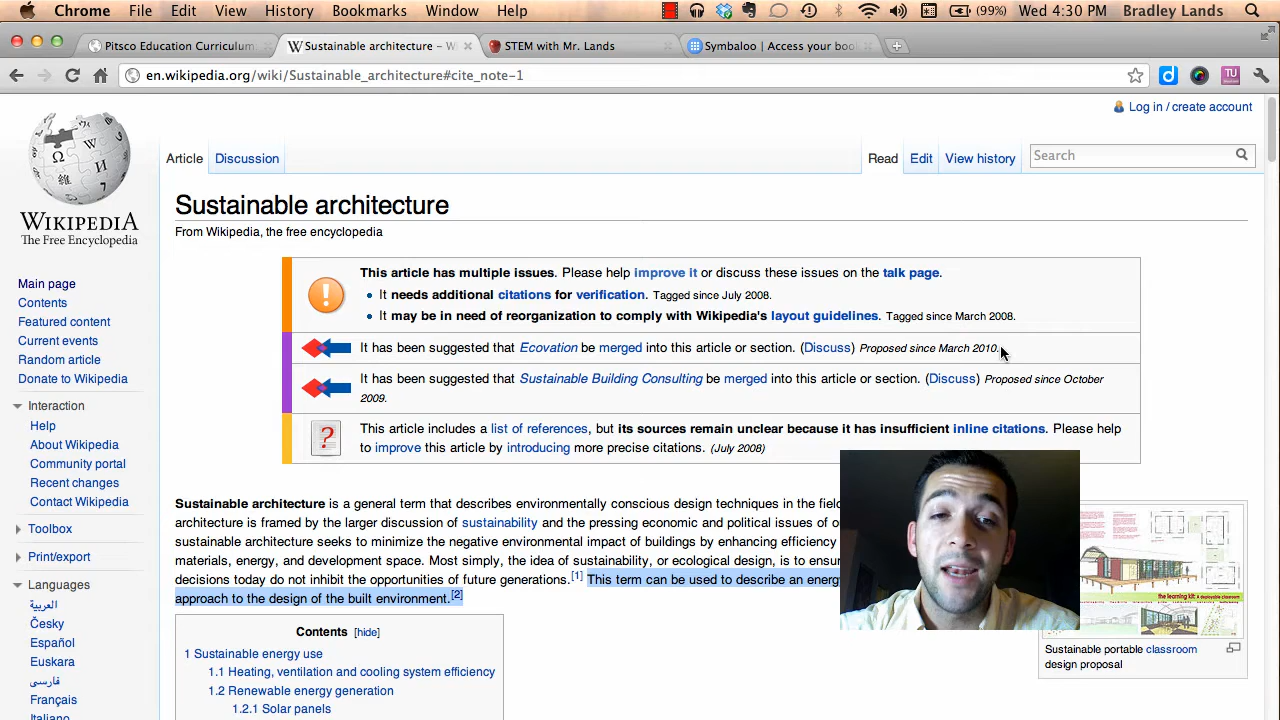 Chrome File Edit View History Bookmarks Window Help (99%) Wed 4:30 PM Bradley Lands
Pitsco Education Curriculum Sustainable architecture – W STEM with Mr. Lands Symbaloo | Access your boo
en.wikipedia.org/wiki/Sustainable_architecture#cite_note-1
Log in / create account
Article Discussion Read Edit View history Search
WIKIPEDIA
The Free Encyclopedia
Main page
Contents
Featured content
Current events
Random article
Donate to Wikipedia
Interaction
Help
About Wikipedia
Community portal
Recent changes
Contact Wikipedia
Toolbox
Print/export
Languages
العربية
Česky
Español
Euskara
فارسی
Français
Italiano
Sustainable architecture
From Wikipedia, the free encyclopedia
This article has multiple issues. Please help improve it or discuss these issues on the talk page.
It needs additional citations for verification. Tagged since July 2008.
It may be in need of reorganization to comply with Wikipedia's layout guidelines. Tagged since March 2008.
It has been suggested that Ecovation be merged into this article or section. (Discuss) Proposed since March 2010.
It has been suggested that Sustainable Building Consulting be merged into this article or section. (Discuss) Proposed since October
2009.
This article includes a list of references, but its sources remain unclear because it has insufficient inline citations. Please help
to improve this article by introducing more precise citations. (July 2008)
Sustainable architecture is a general term that describes environmentally conscious design techniques in the field
architecture is framed by the larger discussion of sustainability and the pressing economic and political issues of
sustainable architecture seeks to minimize the negative environmental impact of buildings by enhancing efficiency
materials, energy, and development space. Most simply, the idea of sustainability, or ecological design, is to
decisions today do not inhibit the opportunities of future generations.[1] This term can be used to describe an
approach to the design of the built environment.[2]
Contents [hide]
1 Sustainable energy use
1.1 Heating, ventilation and cooling system efficiency
1.2 Renewable energy generation
1.2.1 Solar panels
the learning kit: A deployable classroom
Sustainable portable classroom
design proposal